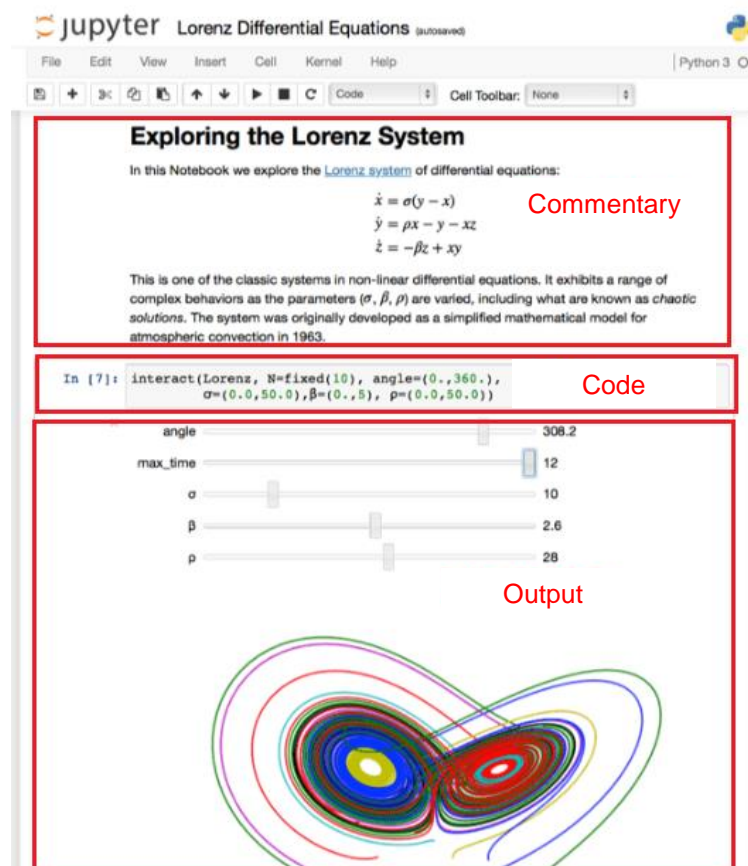 jupyter Lorenz Differential Equations (autosaved)
File Edit View Insert Cell Kernel Help Python 3 O
Code Cell Toolbar: None
Exploring the Lorenz System
In this Notebook we explore the Lorenz system of differential equations:
ẋ = σ(y − x)
Commentary
ẏ = ρx − y − xz
ż = −βz + xy
This is one of the classic systems in non-linear differential equations. It exhibits a range of
complex behaviors as the parameters (σ, β, ρ) are varied, including what are known as chaotic
solutions. The system was originally developed as a simplified mathematical model for
atmospheric convection in 1963.
In [7]: interact(Lorenz, N=fixed(10), angle=(0.,360.),
σ=(0.0,50.0),β=(0.,5), ρ=(0.0,50.0))
Code
angle 308.2
max_time 12
σ 10
β 2.6
ρ 28
Output